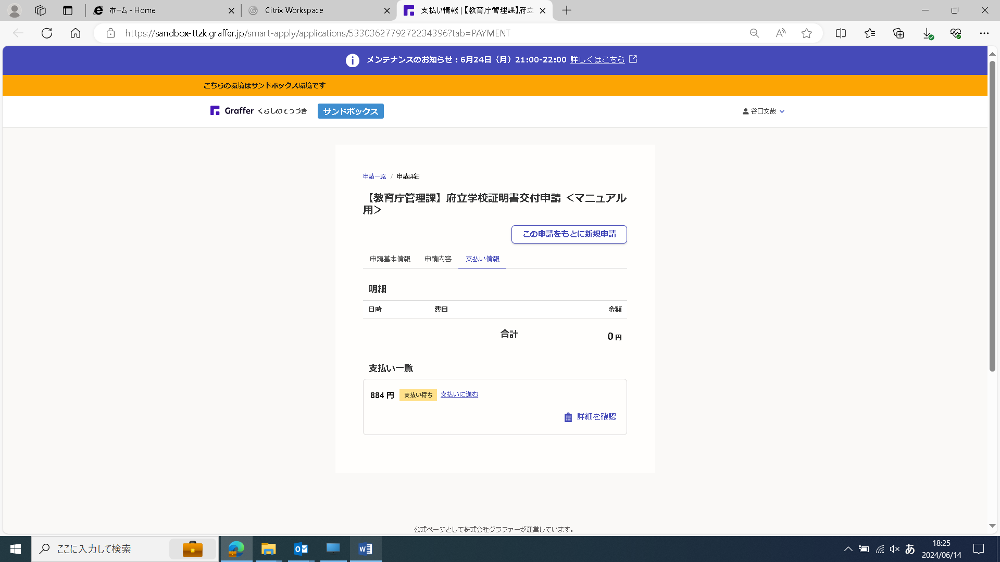 ホーム - Home
Citrix Workspace
支払い情報 | 【教育庁管理課】府立
https://sandbox-ttzk.graffer.jp/smart-apply/applications/5330362779272234396?tab=PAYMENT
メンテナンスのお知らせ：6月24日（月）21:00-22:00 詳しくはこちら
こちらの環境はサンドボックス環境です
Graffer くらしのてつづき サンドボックス
谷口文哉
申請一覧 / 申請詳細
【教育庁管理課】府立学校証明書交付申請 ＜マニュアル
用＞
この申請をもとに新規申請
申請基本情報 申請内容 支払い情報
明細
日時 費目 金額
合計 0 円
支払い一覧
884 円 支払い待ち 支払いに進む
詳細を確認
公式ページとして株式会社グラファーが運営しています。
ここに入力して検索
あ
18:25
2024/06/14